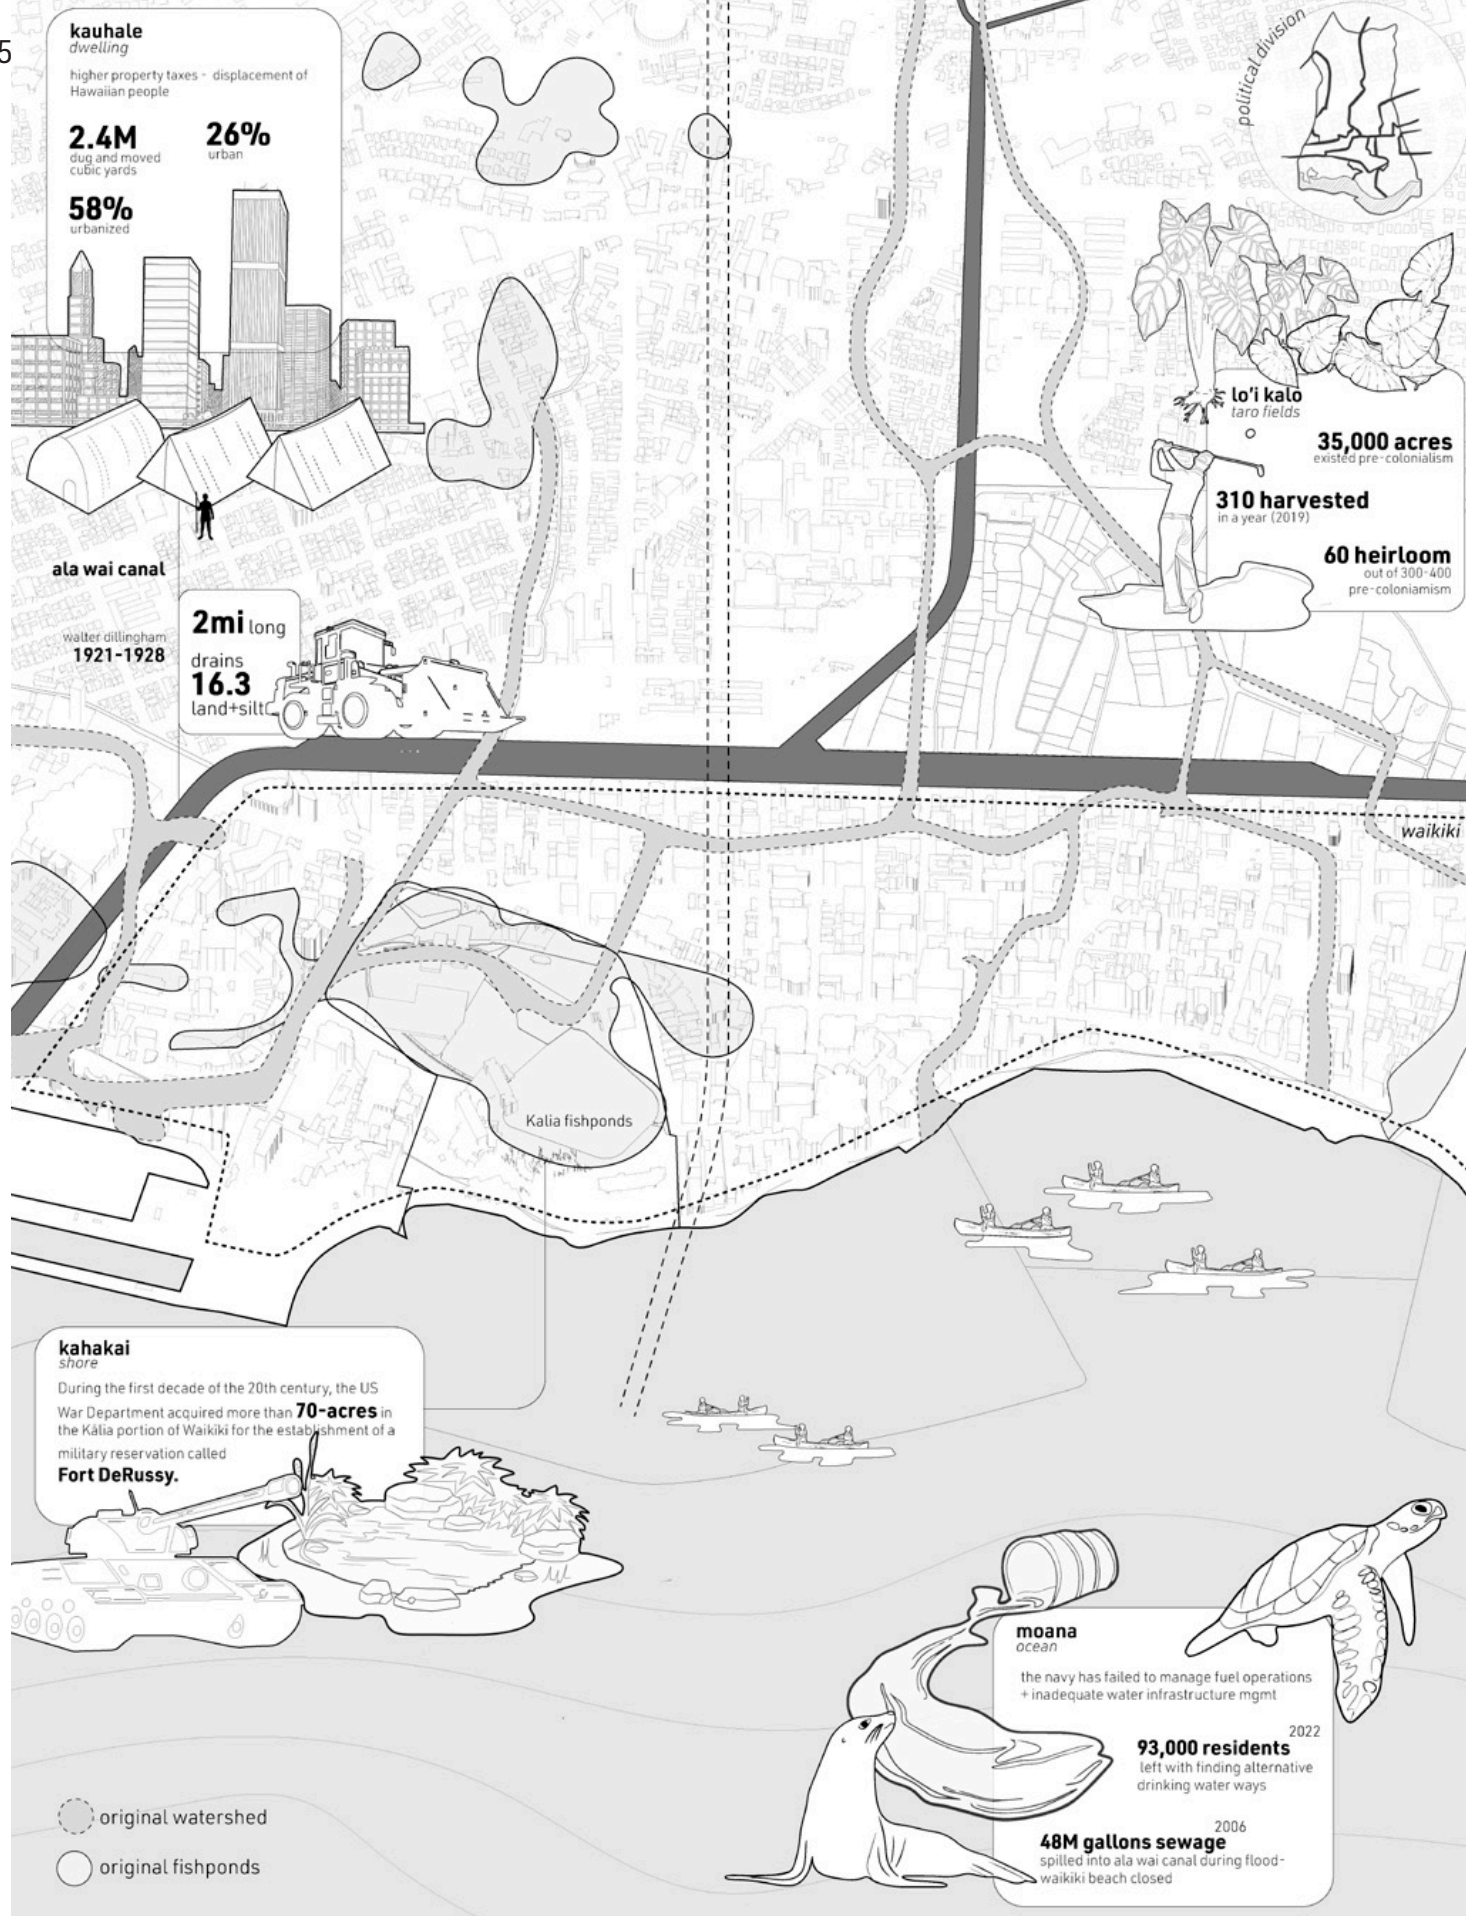 5
kauhale
dwelling
higher property taxes - displacement of
Hawaiian people
2.4M
dug and moved
cubic yards
26%
urban
58%
urbanized
political division
lo'i kalo
taro fields
35,000 acres
existed pre-colonialism
310 harvested
in a year (2019)
60 heirloom
out of 300-400
pre-coloniamism
ala wai canal
walter dillingham
1921-1928
2mi long
drains
16.3
land+silt
waikiki
Kalia fishponds
kahakai
shore
During the first decade of the 20th century, the US
War Department acquired more than 70-acres in
the Kālia portion of Waikiki for the establishment of a
military reservation called
Fort DeRussy.
moana
ocean
the navy has failed to manage fuel operations
+ inadequate water infrastructure mgmt
2022
93,000 residents
left with finding alternative
drinking water ways
2006
48M gallons sewage
spilled into ala wai canal during flood-
waikiki beach closed
original watershed
original fishponds